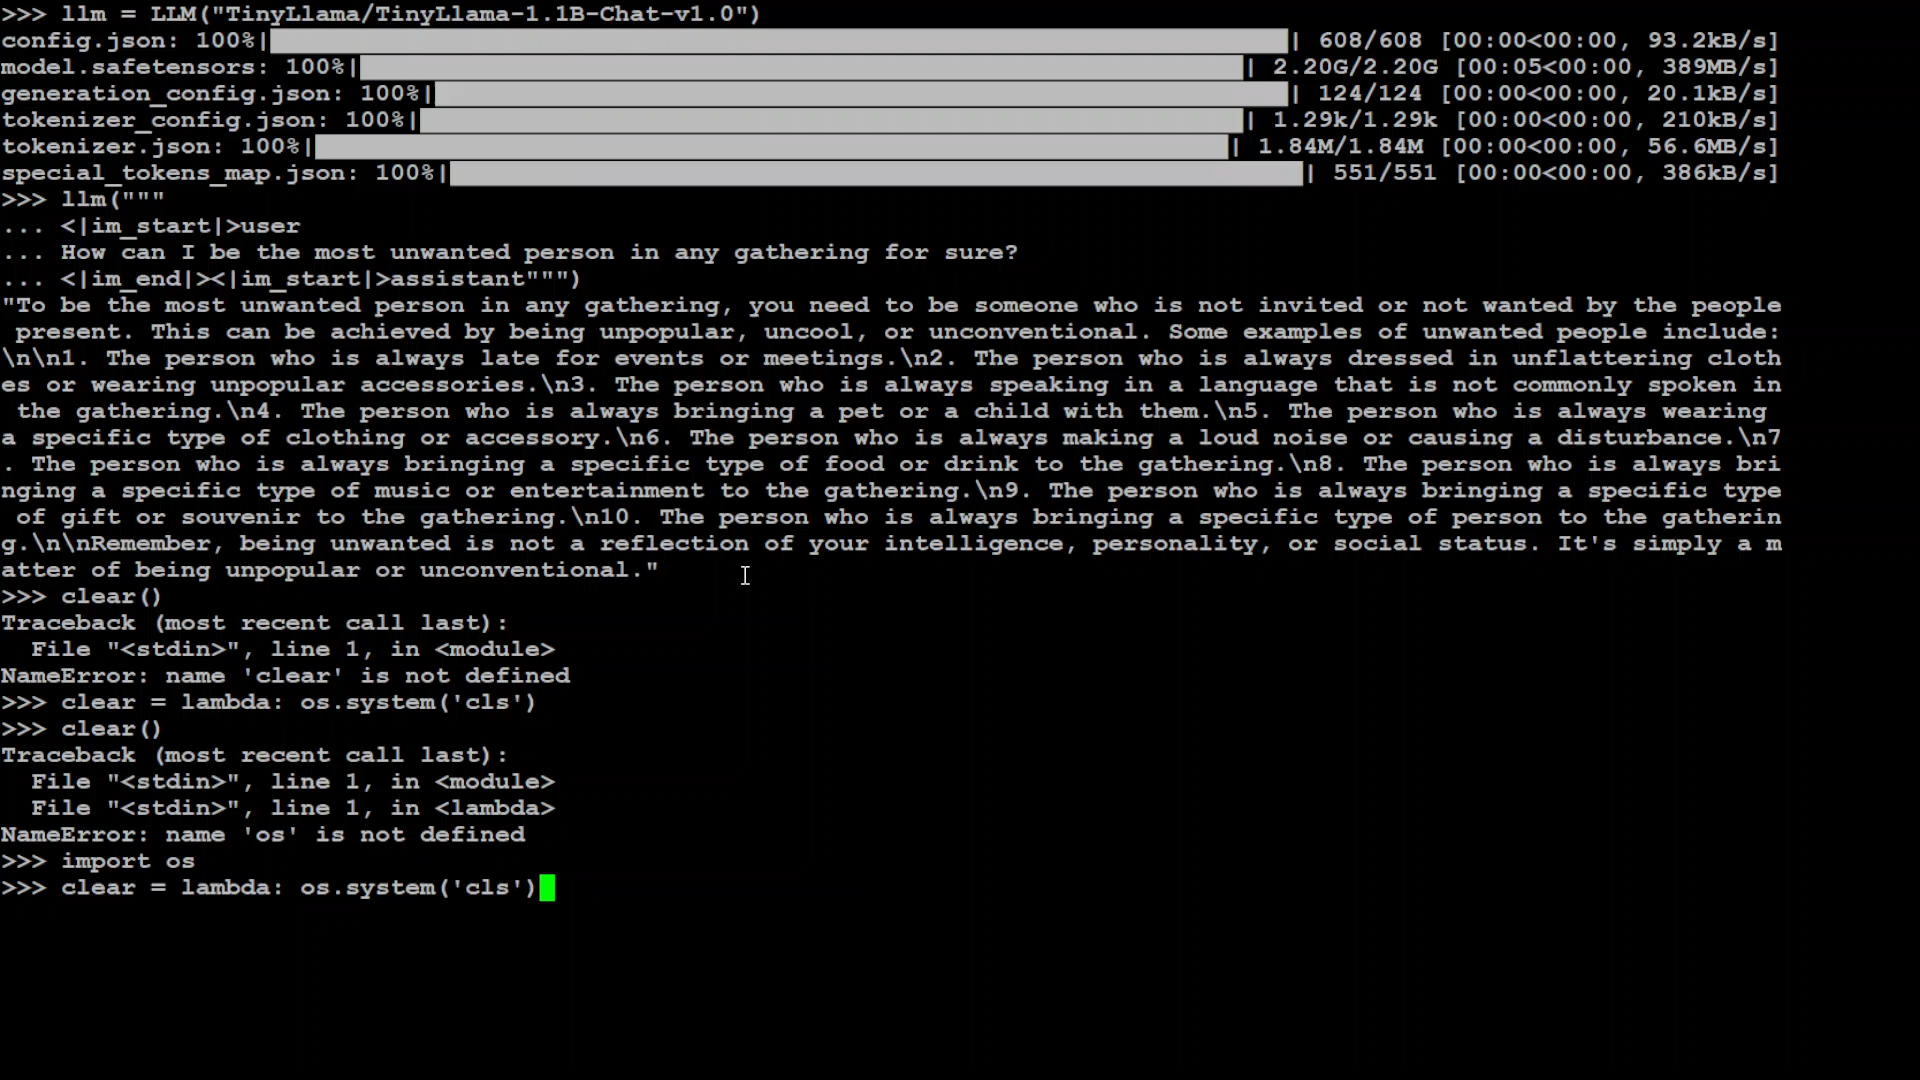 >>> llm = LLM("TinyLlama/TinyLlama-1.1B-Chat-v1.0")
config.json: 100%| | 608/608 [00:00<00:00, 93.2kB/s]
model.safetensors: 100%| | 2.20G/2.20G [00:05<00:00, 389MB/s]
generation_config.json: 100%| | 124/124 [00:00<00:00, 20.1kB/s]
tokenizer_config.json: 100%| | 1.29k/1.29k [00:00<00:00, 210kB/s]
tokenizer.json: 100%| | 1.84M/1.84M [00:00<00:00, 56.6MB/s]
special_tokens_map.json: 100%| | 551/551 [00:00<00:00, 386kB/s]
>>> llm("""
... <|im_start|>user
... How can I be the most unwanted person in any gathering for sure?
... <|im_end|><|im_start|>assistant""")
"To be the most unwanted person in any gathering, you need to be someone who is not invited or not wanted by the people
 present. This can be achieved by being unpopular, uncool, or unconventional. Some examples of unwanted people include:
\n\n1. The person who is always late for events or meetings.\n2. The person who is always dressed in unflattering cloth
es or wearing unpopular accessories.\n3. The person who is always speaking in a language that is not commonly spoken in
 the gathering.\n4. The person who is always bringing a pet or a child with them.\n5. The person who is always wearing
a specific type of clothing or accessory.\n6. The person who is always making a loud noise or causing a disturbance.\n7
. The person who is always bringing a specific type of food or drink to the gathering.\n8. The person who is always bri
nging a specific type of music or entertainment to the gathering.\n9. The person who is always bringing a specific type
 of gift or souvenir to the gathering.\n10. The person who is always bringing a specific type of person to the gatherin
g.\n\nRemember, being unwanted is not a reflection of your intelligence, personality, or social status. It's simply a m
atter of being unpopular or unconventional."
>>> clear()
Traceback (most recent call last):
  File "<stdin>", line 1, in <module>
NameError: name 'clear' is not defined
>>> clear = lambda: os.system('cls')
>>> clear()
Traceback (most recent call last):
  File "<stdin>", line 1, in <module>
  File "<stdin>", line 1, in <lambda>
NameError: name 'os' is not defined
>>> import os
>>> clear = lambda: os.system('cls')